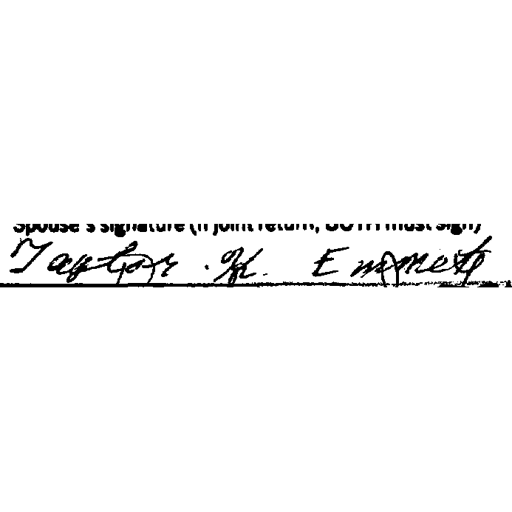 Spouse's signature (if joint return, BOTH must sign)
Taylor K. Emmett